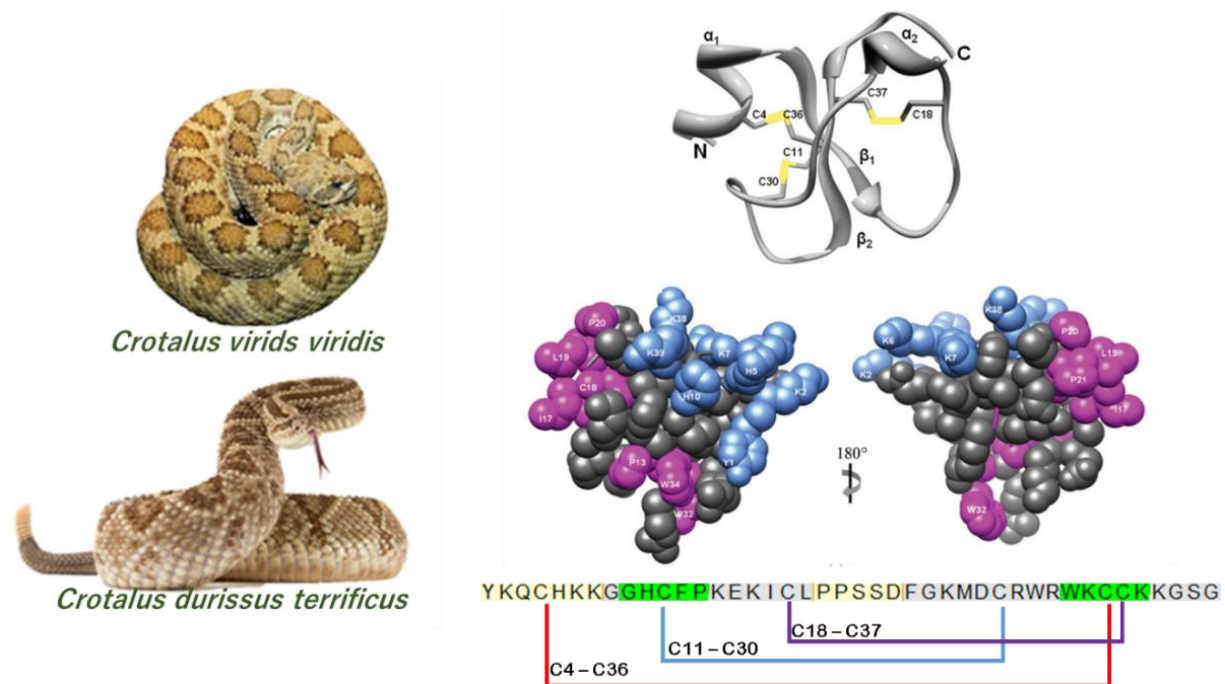 α1
α2
C
C37
C4
C36
C18
N
C11
β1
C30
β2
Crotalus virids viridis
P20
K38
L19
K39
K7
H5
C18
H10
K2
I17
P13
Y1
W34
W32
K38
P20
K6
K7
L19
K2
P21
I17
180°
W32
Crotalus durissus terrificus
YKQCHKKGGHCFPKEKICLPPSSDFGKMDCRWRWKCCKKGSG
C18–C37
C11–C30
C4–C36